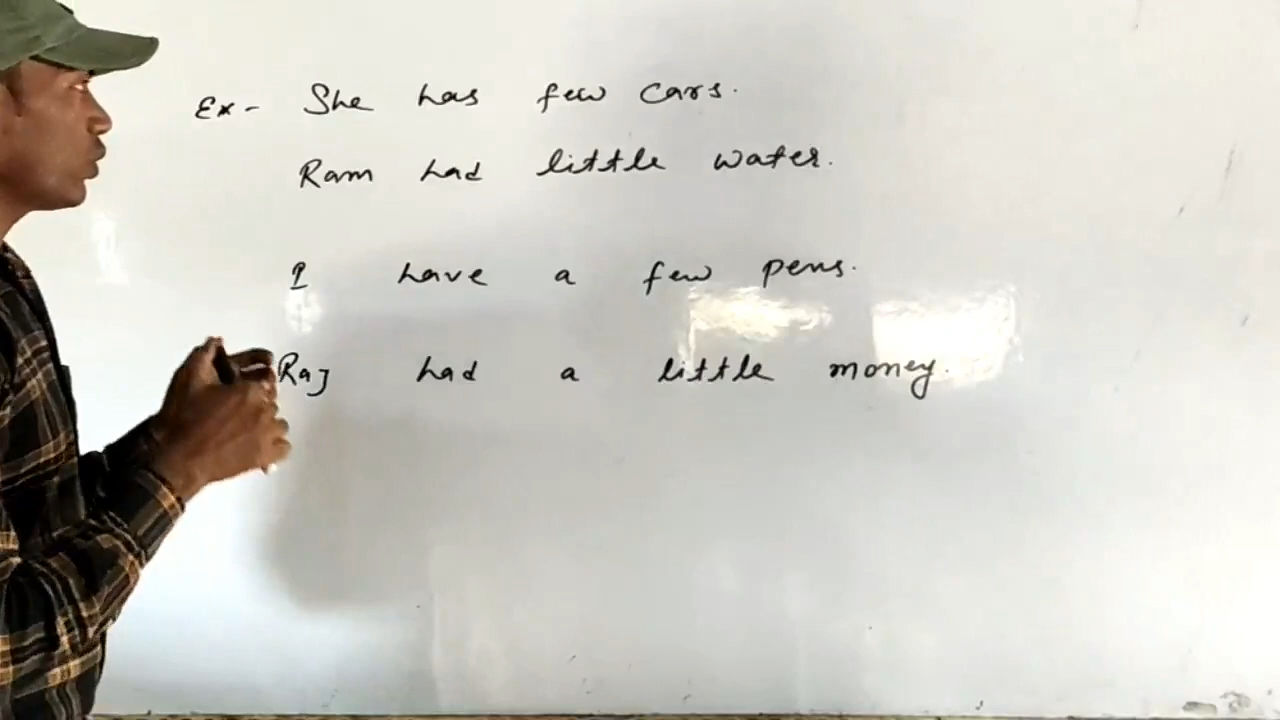 Ex- She has few cars.
Ram had little water.
I have a few pens.
Raj had a little money.